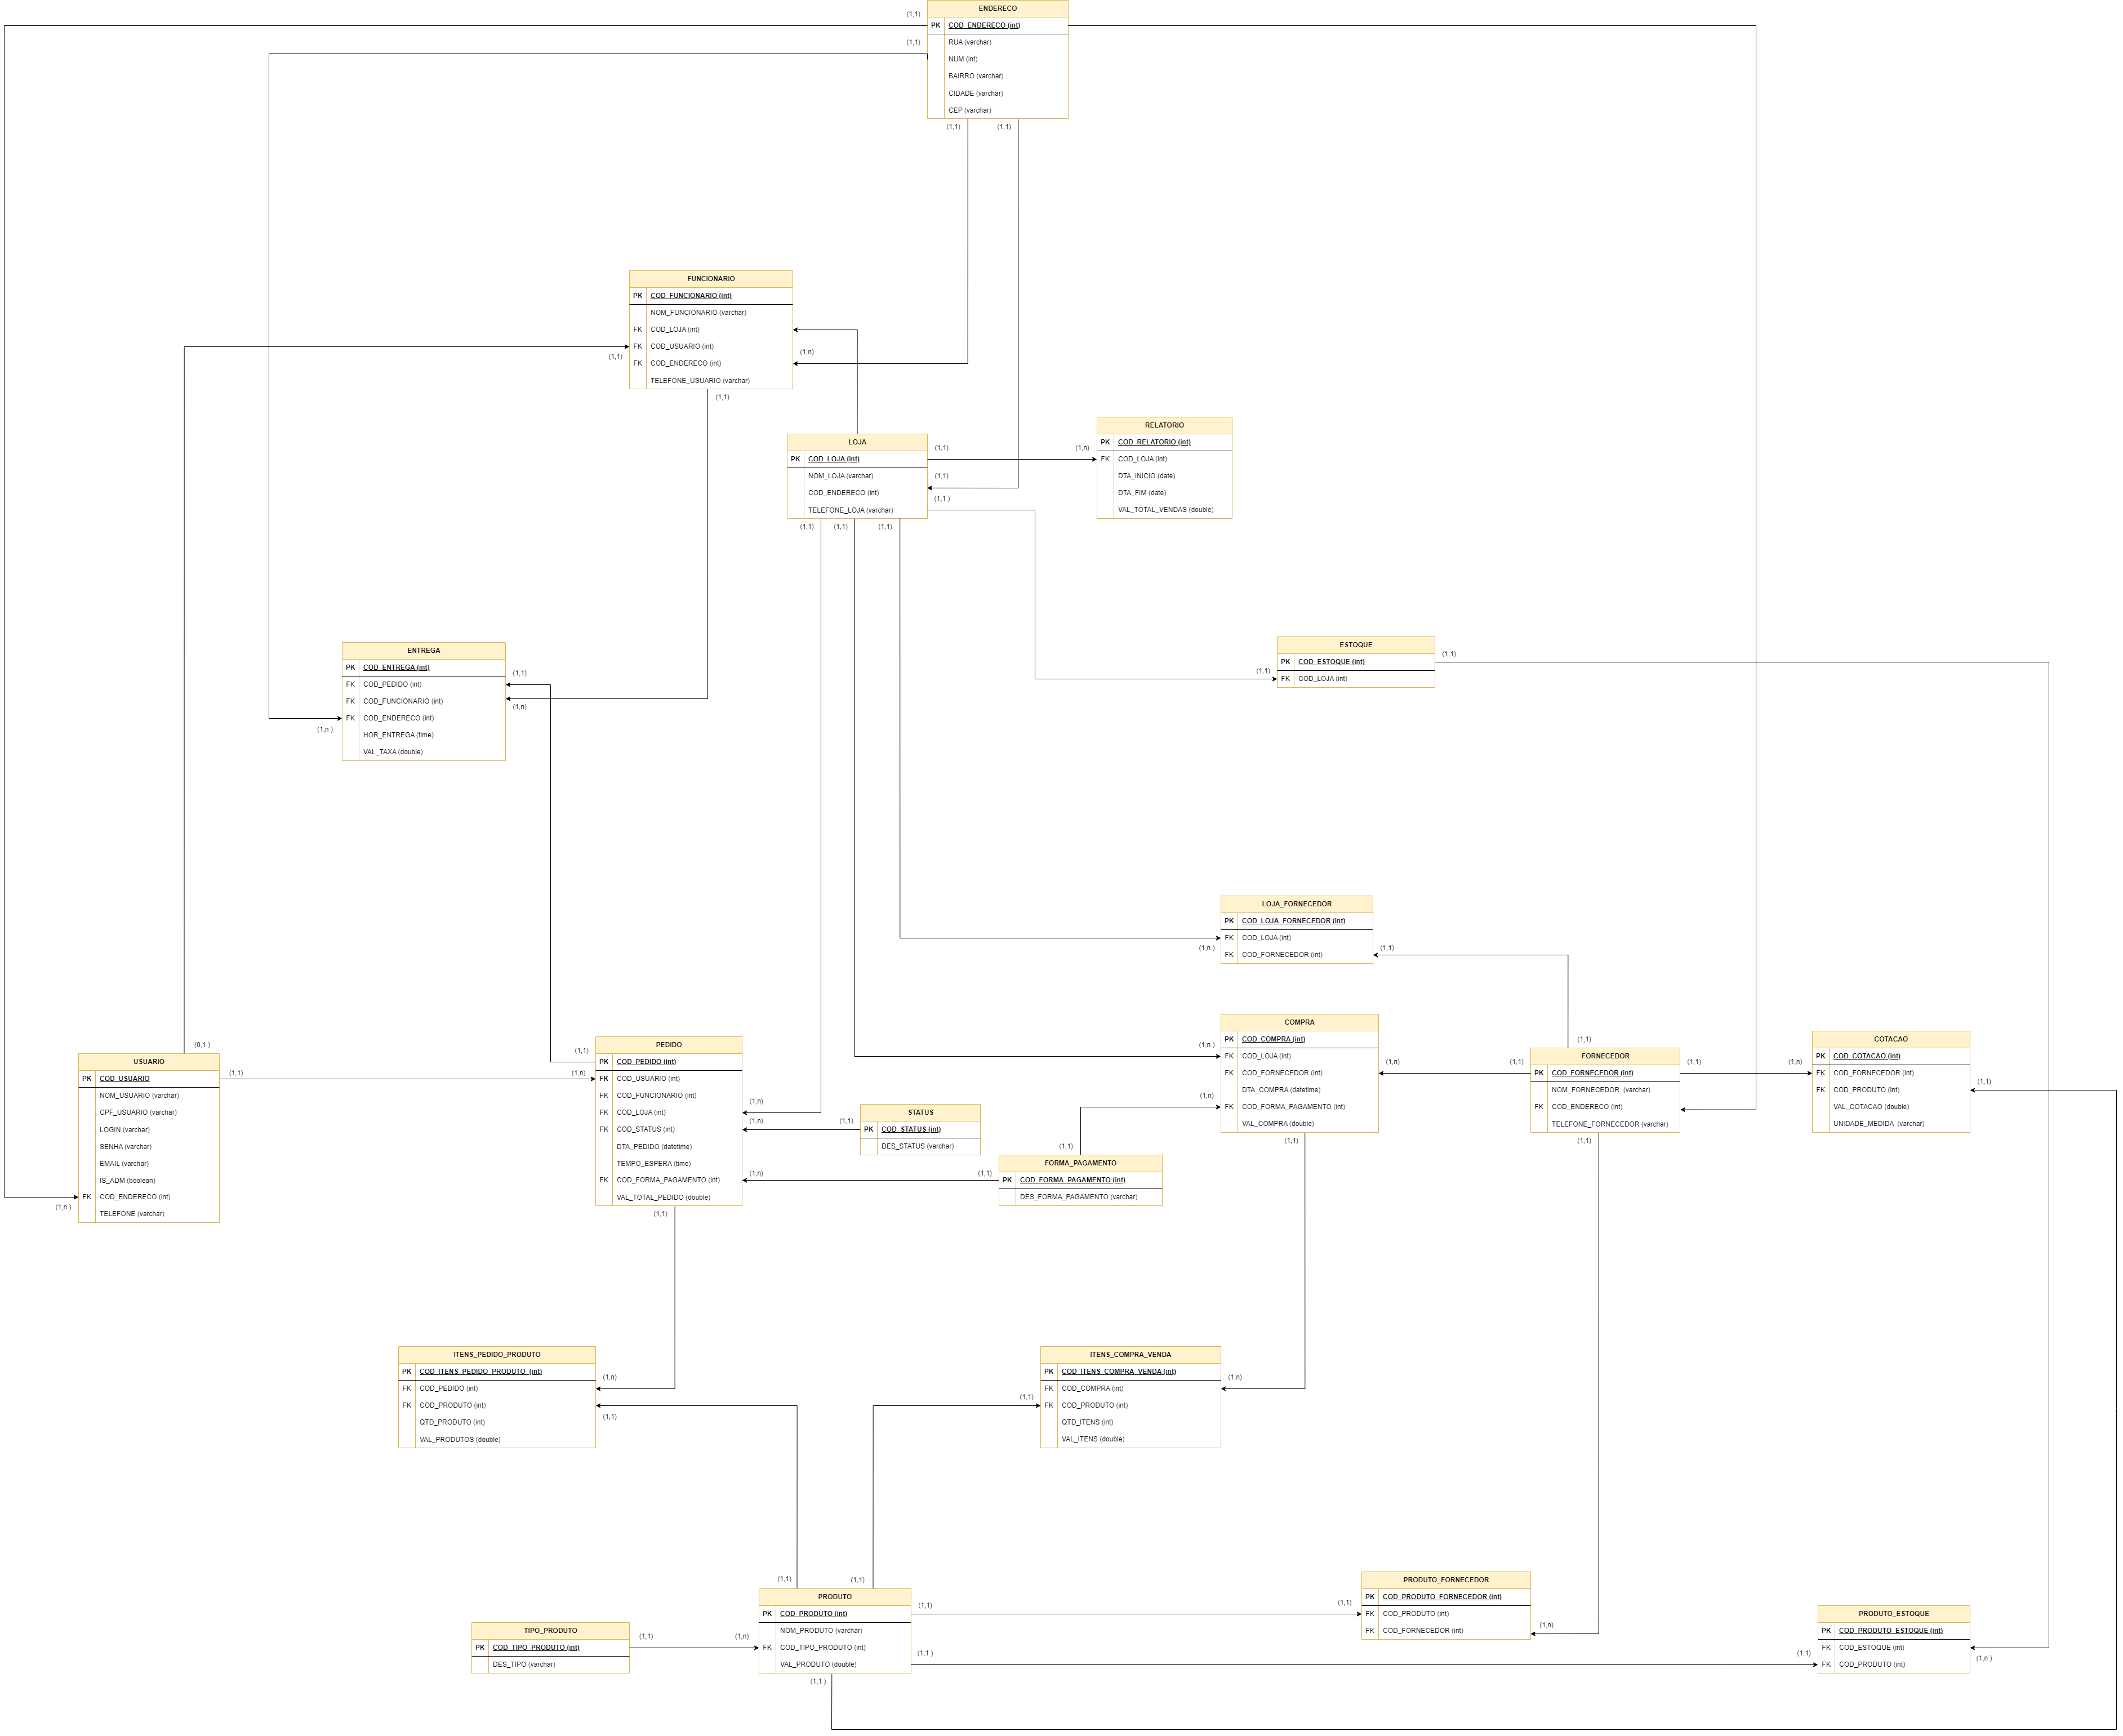 ENDERECO
(1,1)
PK COD_ENDERECO (int)
(1,1)
RUA (varchar)
NUM (int)
BAIRRO (varchar)
CIDADE (varchar)
CEP (varchar)
(1,1) (1,1)
FUNCIONARIO
PK COD_FUNCIONARIO (int)
NOM_FUNCIONARIO (varchar)
FK COD_LOJA (int)
FK COD_USUARIO (int)
(1,1)
(1,n)
FK COD_ENDERECO (int)
TELEFONE_USUARIO (varchar)
(1,1)
LOJA
PK COD_LOJA (int)
NOM_LOJA (varchar)
COD_ENDERECO (int)
TELEFONE_LOJA (varchar)
(1,1)
(1,1)
(1,1 )
(1,1) (1,1) (1,1)
RELATORIO
(1,n)
PK COD_RELATORIO (int)
FK COD_LOJA (int)
DTA_INICIO (date)
DTA_FIM (date)
VAL_TOTAL_VENDAS (double)
ENTREGA
PK COD_ENTREGA (int)
(1,1)
FK COD_PEDIDO (int)
FK COD_FUNCIONARIO (int)
(1,n)
FK COD_ENDERECO (int)
(1,n )
HOR_ENTREGA (time)
VAL_TAXA (double)
ESTOQUE
(1,1)
PK COD_ESTOQUE (int)
(1,1)
FK COD_LOJA (int)
LOJA_FORNECEDOR
PK COD_LOJA_FORNECEDOR (int)
FK COD_LOJA (int)
(1,n ) (1,1)
FK COD_FORNECEDOR (int)
(0,1 )
USUARIO
PK COD_USUARIO
(1,1)
NOM_USUARIO (varchar)
CPF_USUARIO (varchar)
LOGIN (varchar)
SENHA (varchar)
EMAIL (varchar)
IS_ADM (boolean)
FK COD_ENDERECO (int)
(1,n )
TELEFONE (varchar)
PEDIDO
(1,1)
PK COD_PEDIDO (int)
(1,n)
FK COD_USUARIO (int)
FK COD_FUNCIONARIO (int)
(1,n)
FK COD_LOJA (int)
(1,n)
FK COD_STATUS (int)
DTA_PEDIDO (datetime)
TEMPO_ESPERA (time)
(1,n)
FK COD_FORMA_PAGAMENTO (int)
VAL_TOTAL_PEDIDO (double)
(1,1)
STATUS
(1,1)
PK COD_STATUS (int)
DES_STATUS (varchar)
(1,1)
FORMA_PAGAMENTO
(1,1)
PK COD_FORMA_PAGAMENTO (int)
DES_FORMA_PAGAMENTO (varchar)
COMPRA
PK COD_COMPRA (int)
(1,n )
FK COD_LOJA (int)
(1,n)
FK COD_FORNECEDOR (int)
DTA_COMPRA (datetime)
(1,n)
FK COD_FORMA_PAGAMENTO (int)
VAL_COMPRA (double)
(1,1)
(1,1)
FORNECEDOR
(1,1) (1,1)
PK COD_FORNECEDOR (int)
NOM_FORNECEDOR (varchar)
FK COD_ENDERECO (int)
TELEFONE_FORNECEDOR (varchar)
(1,1)
COTACAO
PK COD_COTACAO (int)
(1,n)
FK COD_FORNECEDOR (int)
(1,1)
FK COD_PRODUTO (int)
VAL_COTACAO (double)
UNIDADE_MEDIDA (varchar)
ITENS_PEDIDO_PRODUTO
PK COD_ITENS_PEDIDO_PRODUTO (int)
(1,n)
FK COD_PEDIDO (int)
FK COD_PRODUTO (int)
(1,1)
QTD_PRODUTO (int)
VAL_PRODUTOS (double)
ITENS_COMPRA_VENDA
PK COD_ITENS_COMPRA_VENDA (int)
(1,n)
FK COD_COMPRA (int)
(1,1)
FK COD_PRODUTO (int)
QTD_ITENS (int)
VAL_ITENS (double)
TIPO_PRODUTO
(1,1)
PK COD_TIPO_PRODUTO (int)
DES_TIPO (varchar)
(1,1) (1,1)
PRODUTO
(1,1)
PK COD_PRODUTO (int)
NOM_PRODUTO (varchar)
(1,n)
FK COD_TIPO_PRODUTO (int)
(1,1 )
VAL_PRODUTO (double)
(1,1 )
PRODUTO_FORNECEDOR
PK COD_PRODUTO_FORNECEDOR (int)
(1,1)
FK COD_PRODUTO (int)
(1,n)
FK COD_FORNECEDOR (int)
PRODUTO_ESTOQUE
PK COD_PRODUTO_ESTOQUE (int)
FK COD_ESTOQUE (int)
(1,1) (1,n )
FK COD_PRODUTO (int)